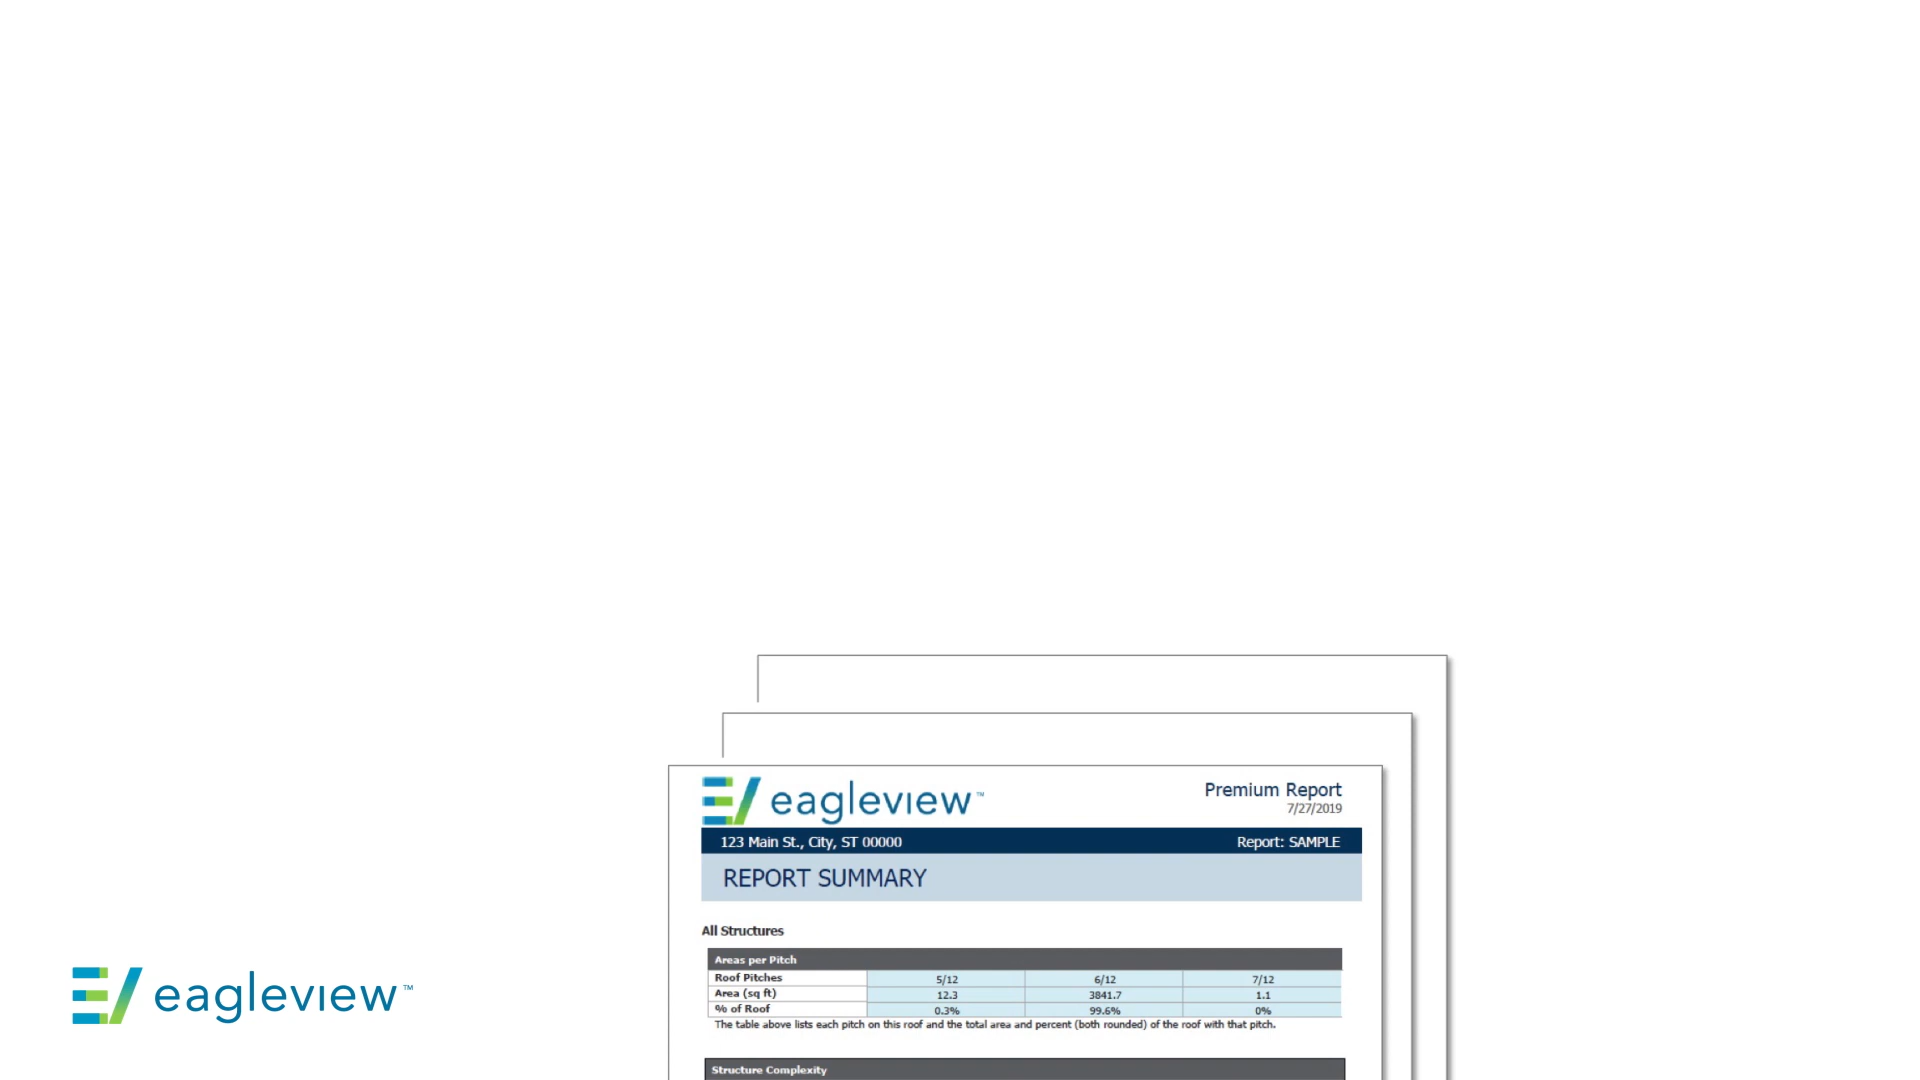 eagleview™
Premium Report
7/27/2019
123 Main St., City, ST 00000 Report: SAMPLE
REPORT SUMMARY
All Structures
Areas per Pitch
Roof Pitches 5/12 6/12 7/12
Area (sq ft) 12.3 3841.7 1.1
% of Roof 0.3% 99.6% 0%
The table above lists each pitch on this roof and the total area and percent (both rounded) of the roof with that pitch.
Structure Complexity
eagleview™